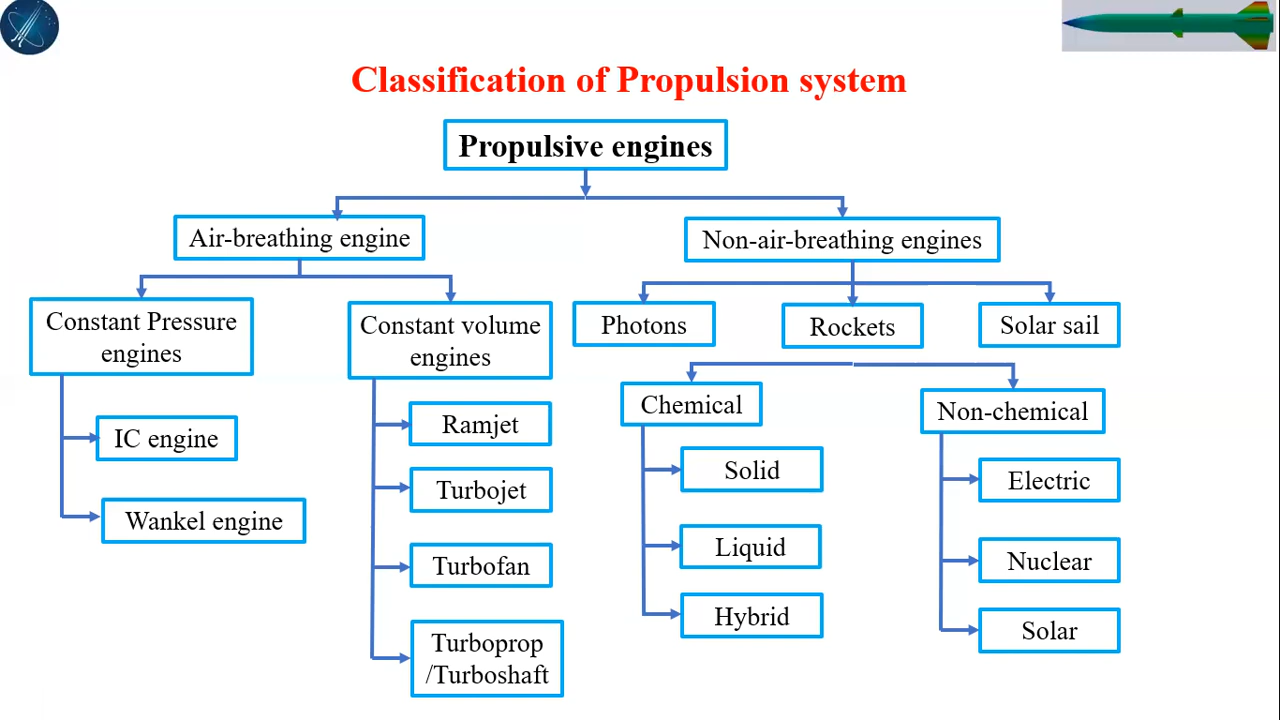 Classification of Propulsion system
Propulsive engines
Air-breathing engine
Non-air-breathing engines
Constant Pressure
engines
Constant volume
engines
Photons
Rockets
Solar sail
IC engine
Wankel engine
Ramjet
Turbojet
Turbofan
Turboprop
/Turboshaft
Chemical
Non-chemical
Solid
Liquid
Hybrid
Electric
Nuclear
Solar